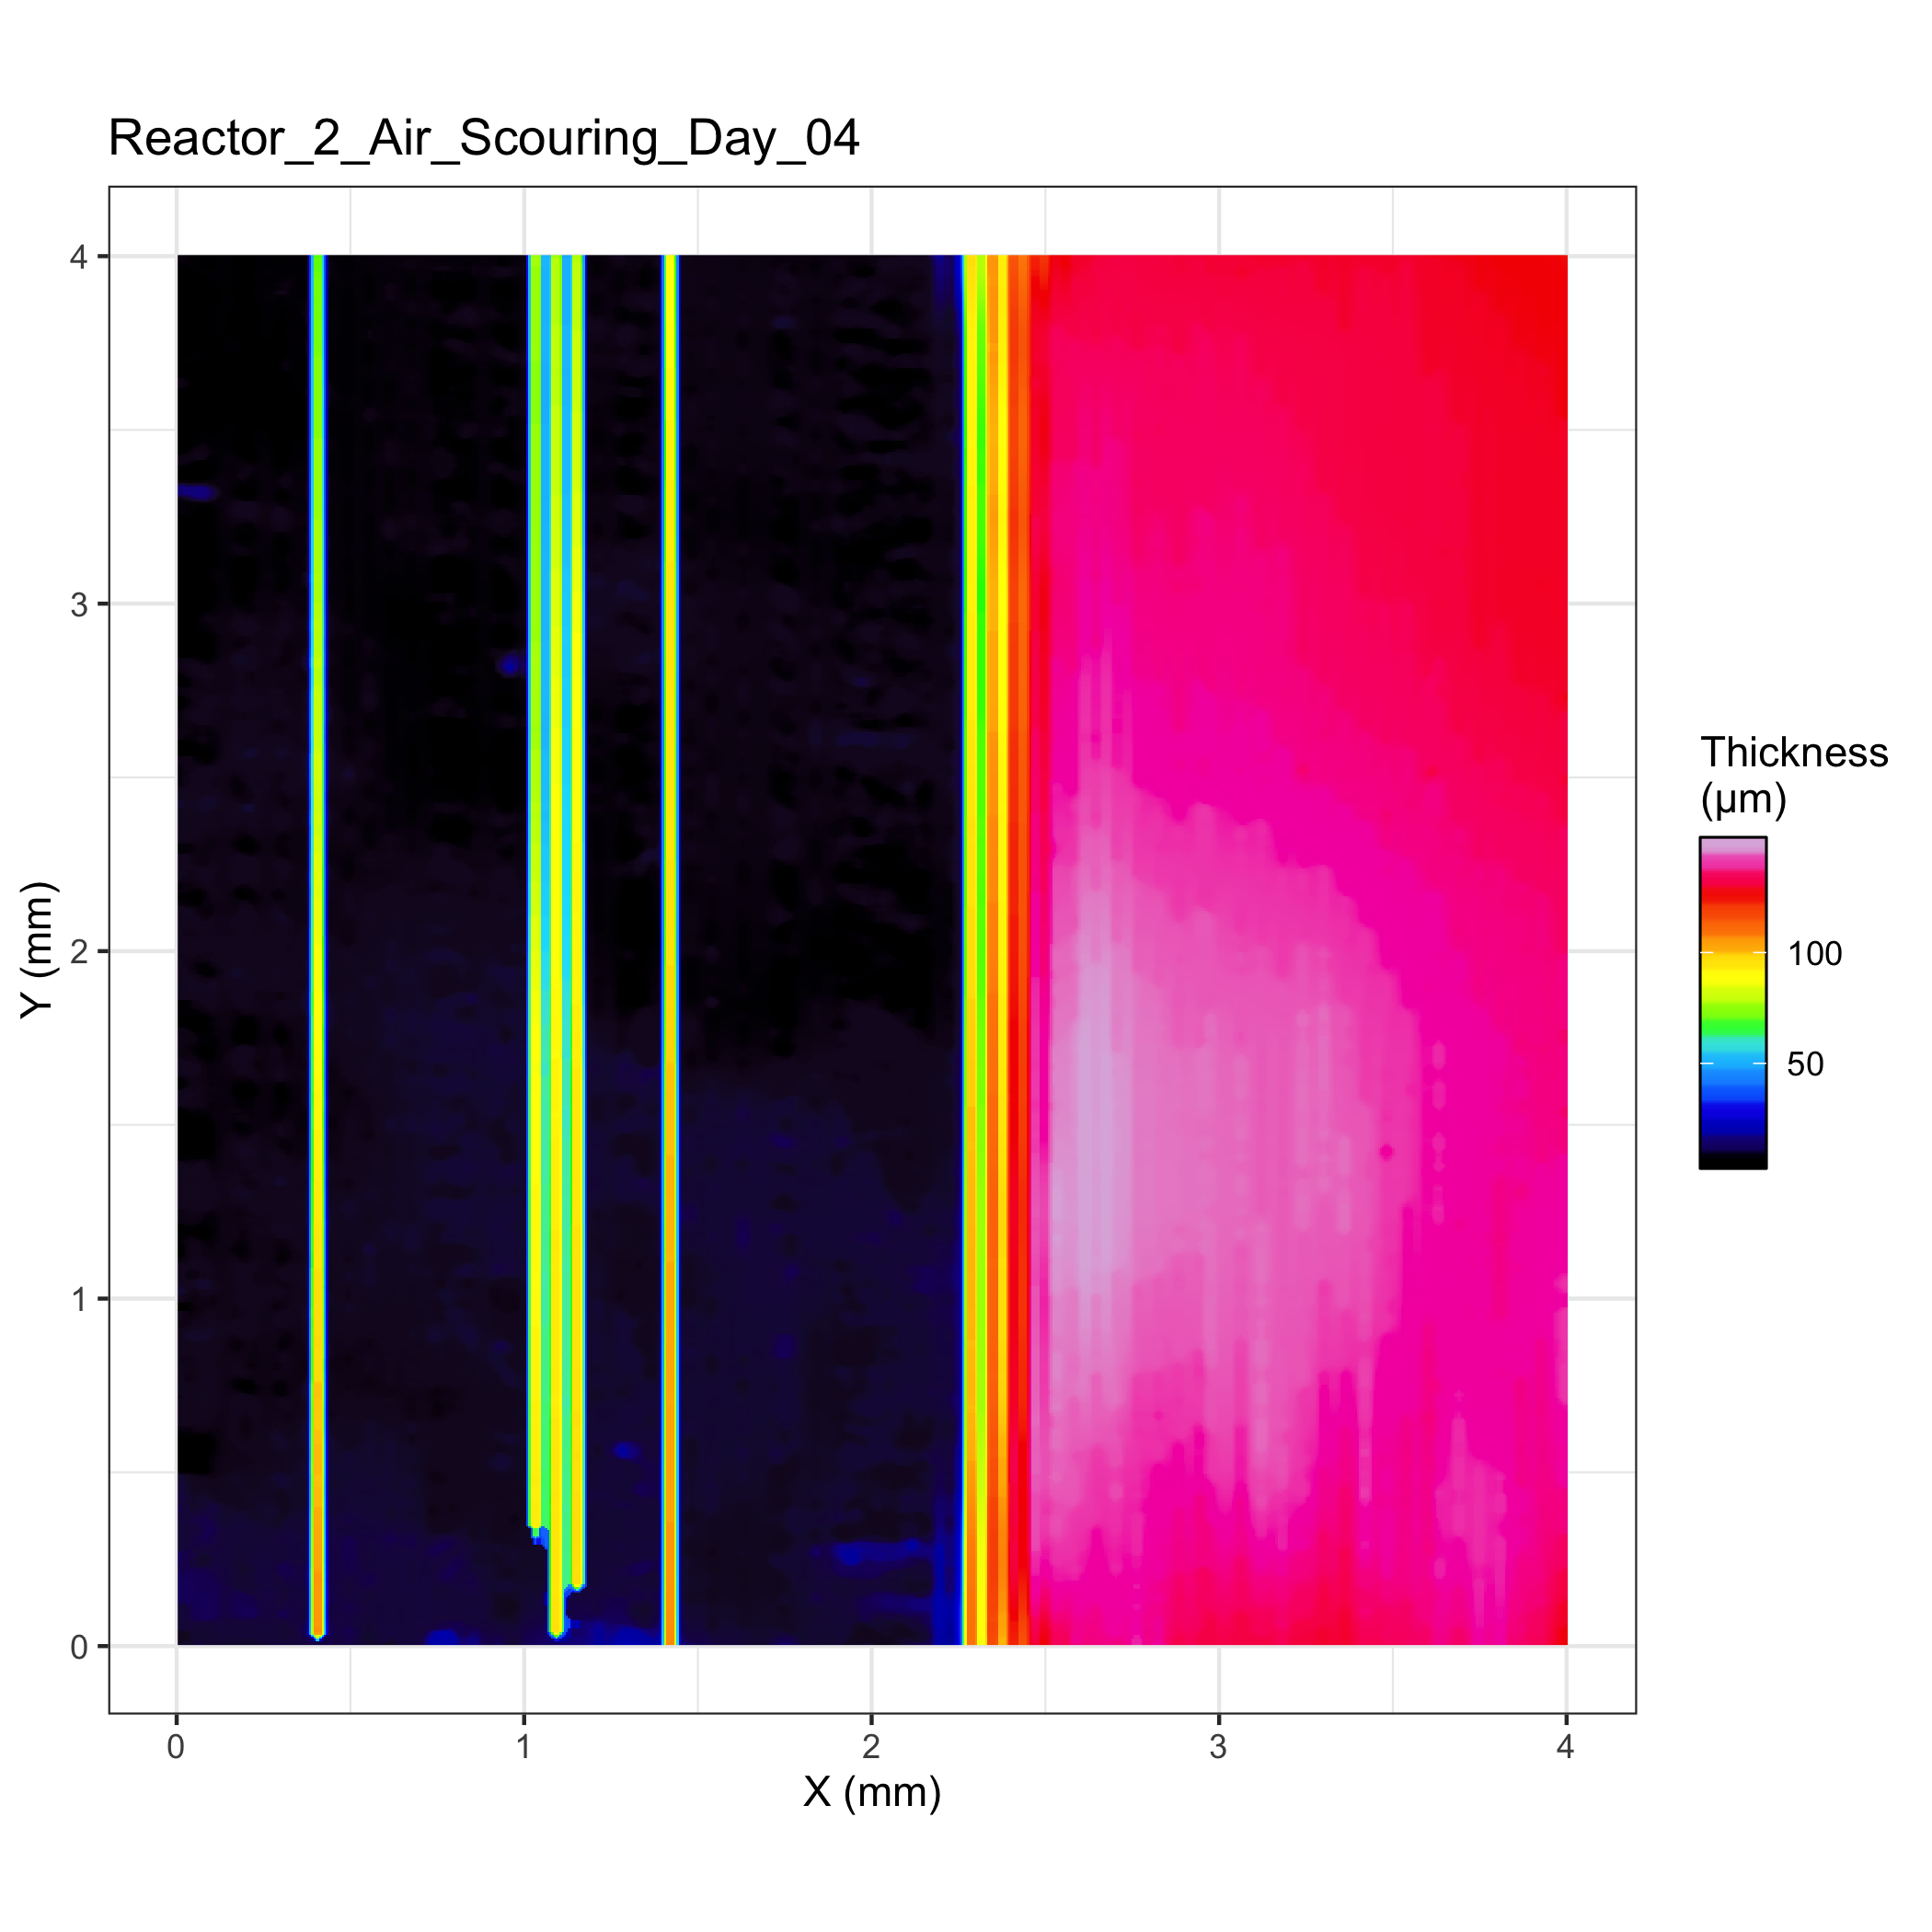 Reactor_2_Air_Scouring_Day_04
4
3
2
1
0
Y (mm)
0 1 2 3 4
X (mm)
Thickness
(µm)
100
50